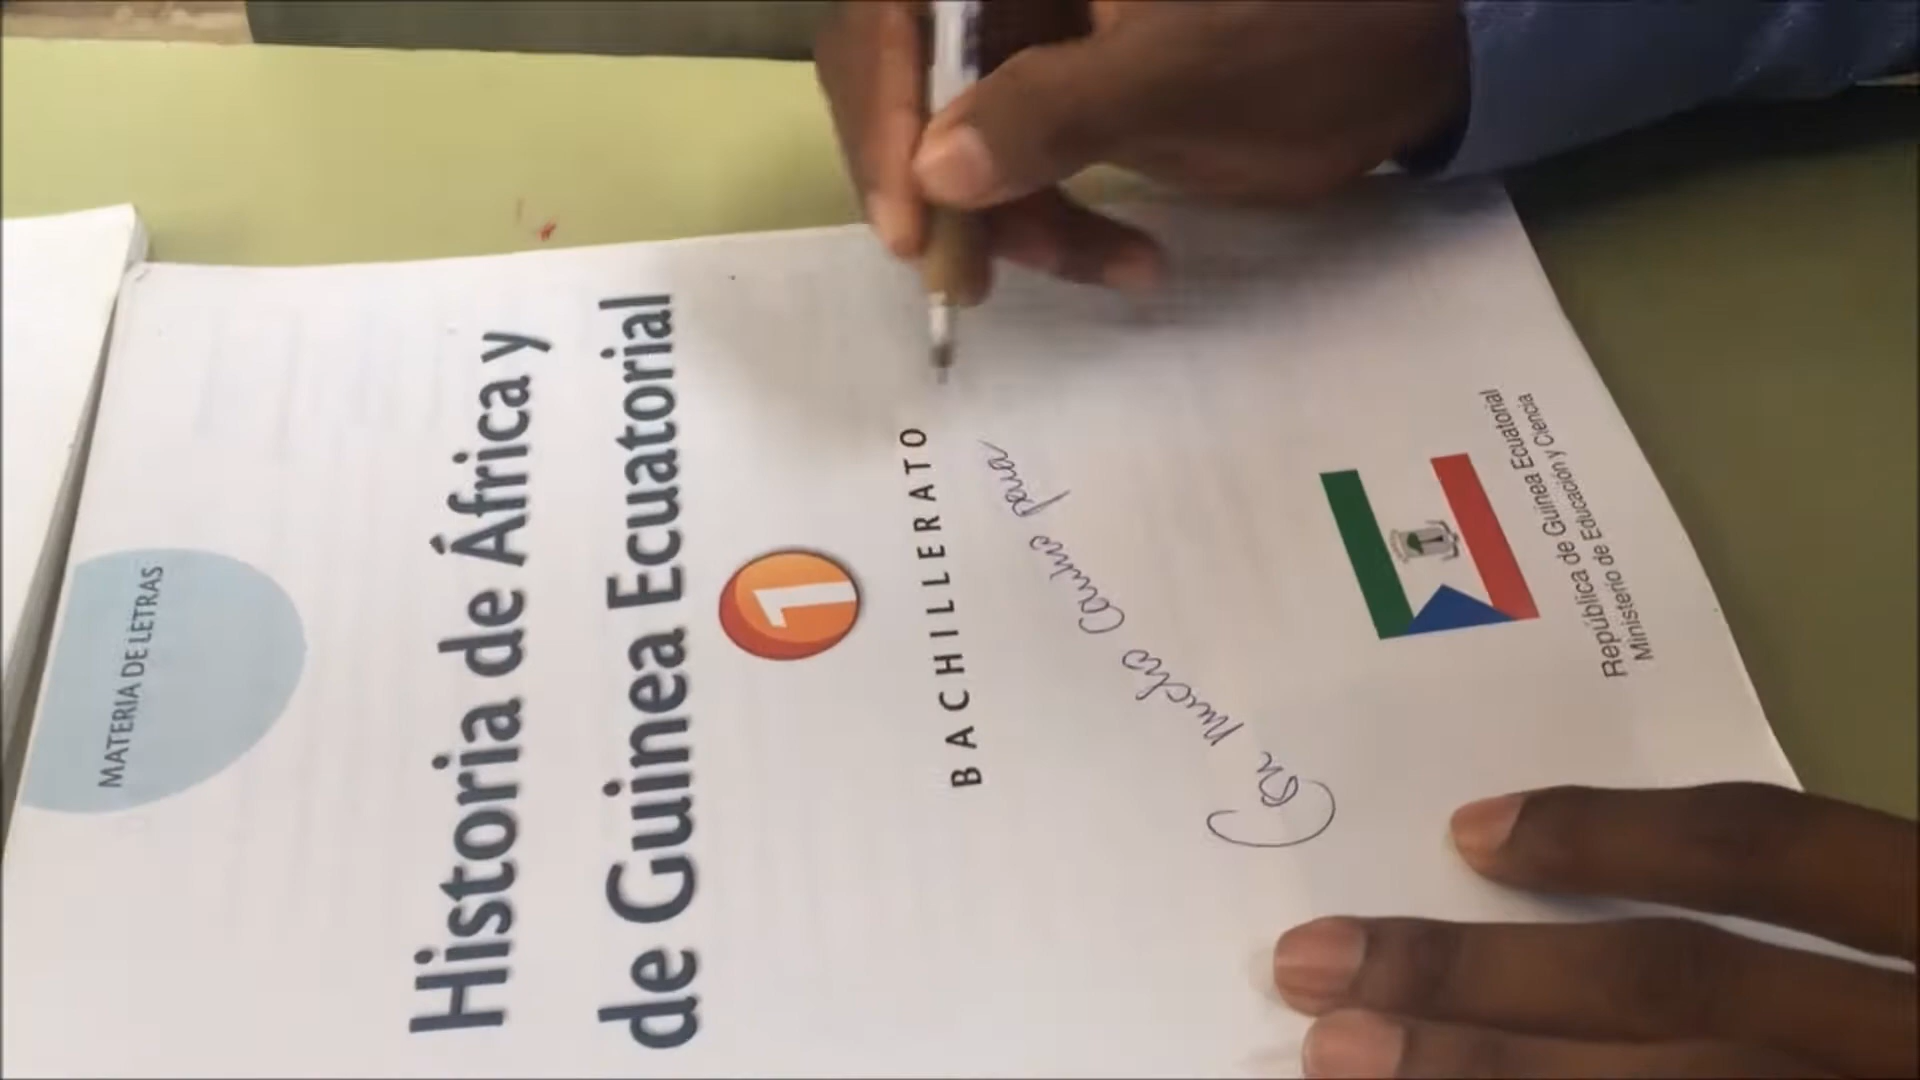 MATERIA DE LETRAS
Historia de África y
de Guinea Ecuatorial
1
BACHILLERATO
Con mucho Cariño para
República de Guinea Ecuatorial
Ministerio de Educación y Ciencia